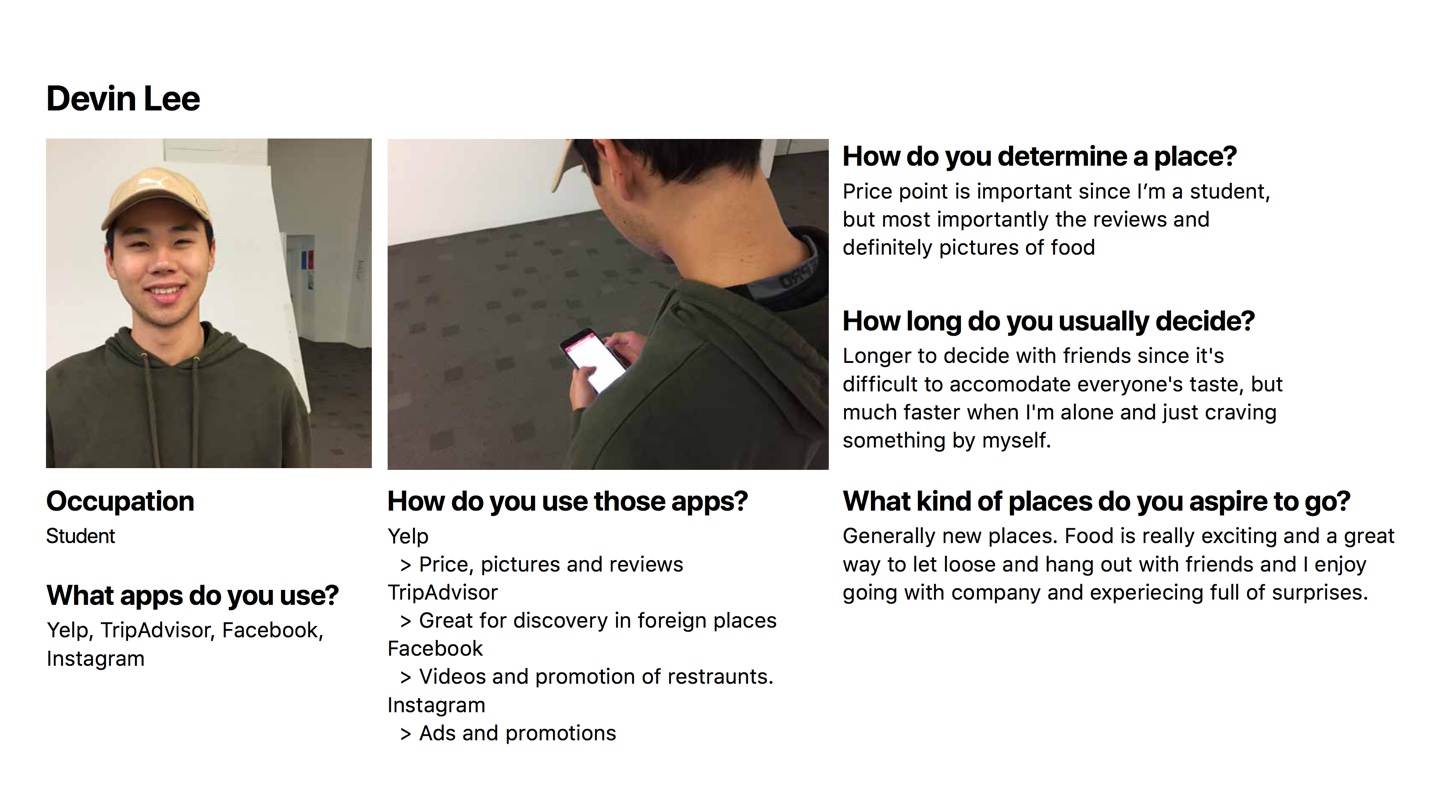 Devin Lee
Occupation
Student
What apps do you use?
Yelp, TripAdvisor, Facebook,
Instagram
How do you use those apps?
Yelp
> Price, pictures and reviews
TripAdvisor
> Great for discovery in foreign places
Facebook
> Videos and promotion of restraunts.
Instagram
> Ads and promotions
How do you determine a place?
Price point is important since I’m a student,
but most importantly the reviews and
definitely pictures of food
How long do you usually decide?
Longer to decide with friends since it's
difficult to accomodate everyone's taste, but
much faster when I'm alone and just craving
something by myself.
What kind of places do you aspire to go?
Generally new places. Food is really exciting and a great
way to let loose and hang out with friends and I enjoy
going with company and experiecing full of surprises.